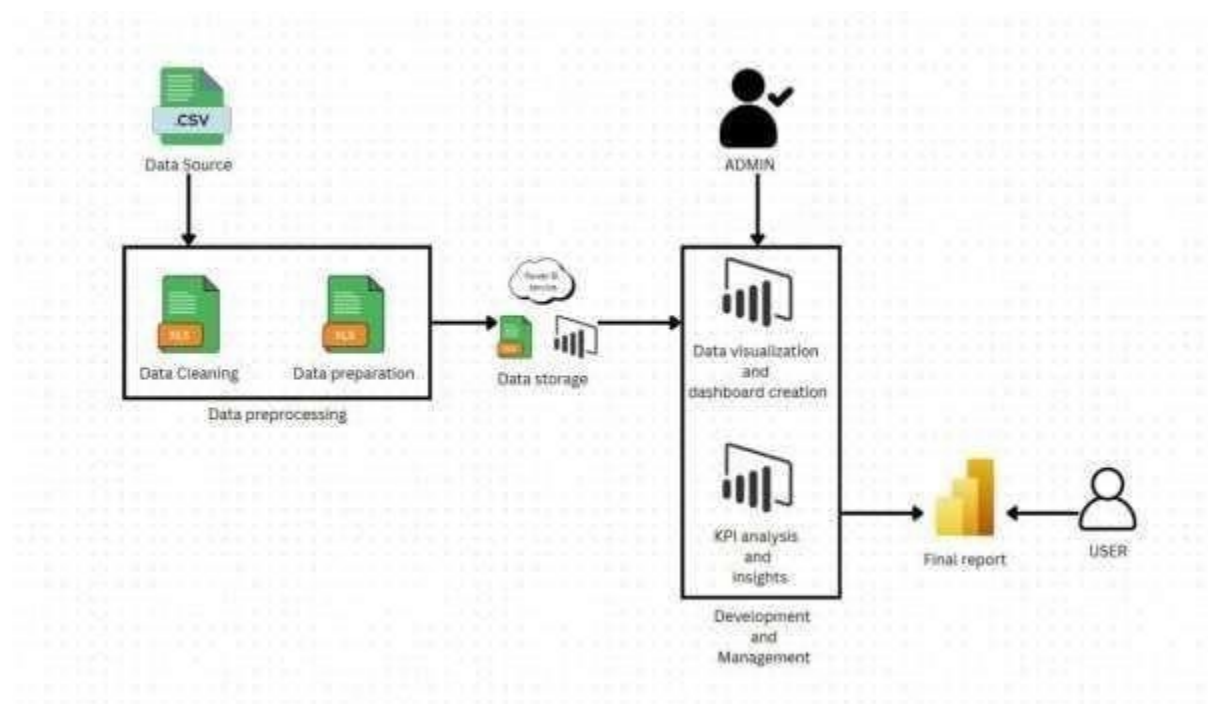 .CSV
Data Source
ADMIN
XLS
Data Cleaning
XLS
Data preparation
Data preprocessing
Data storage
Data visualization
and
dashboard creation
KPI analysis
and
insights
Development
and
Management
Final report
USER